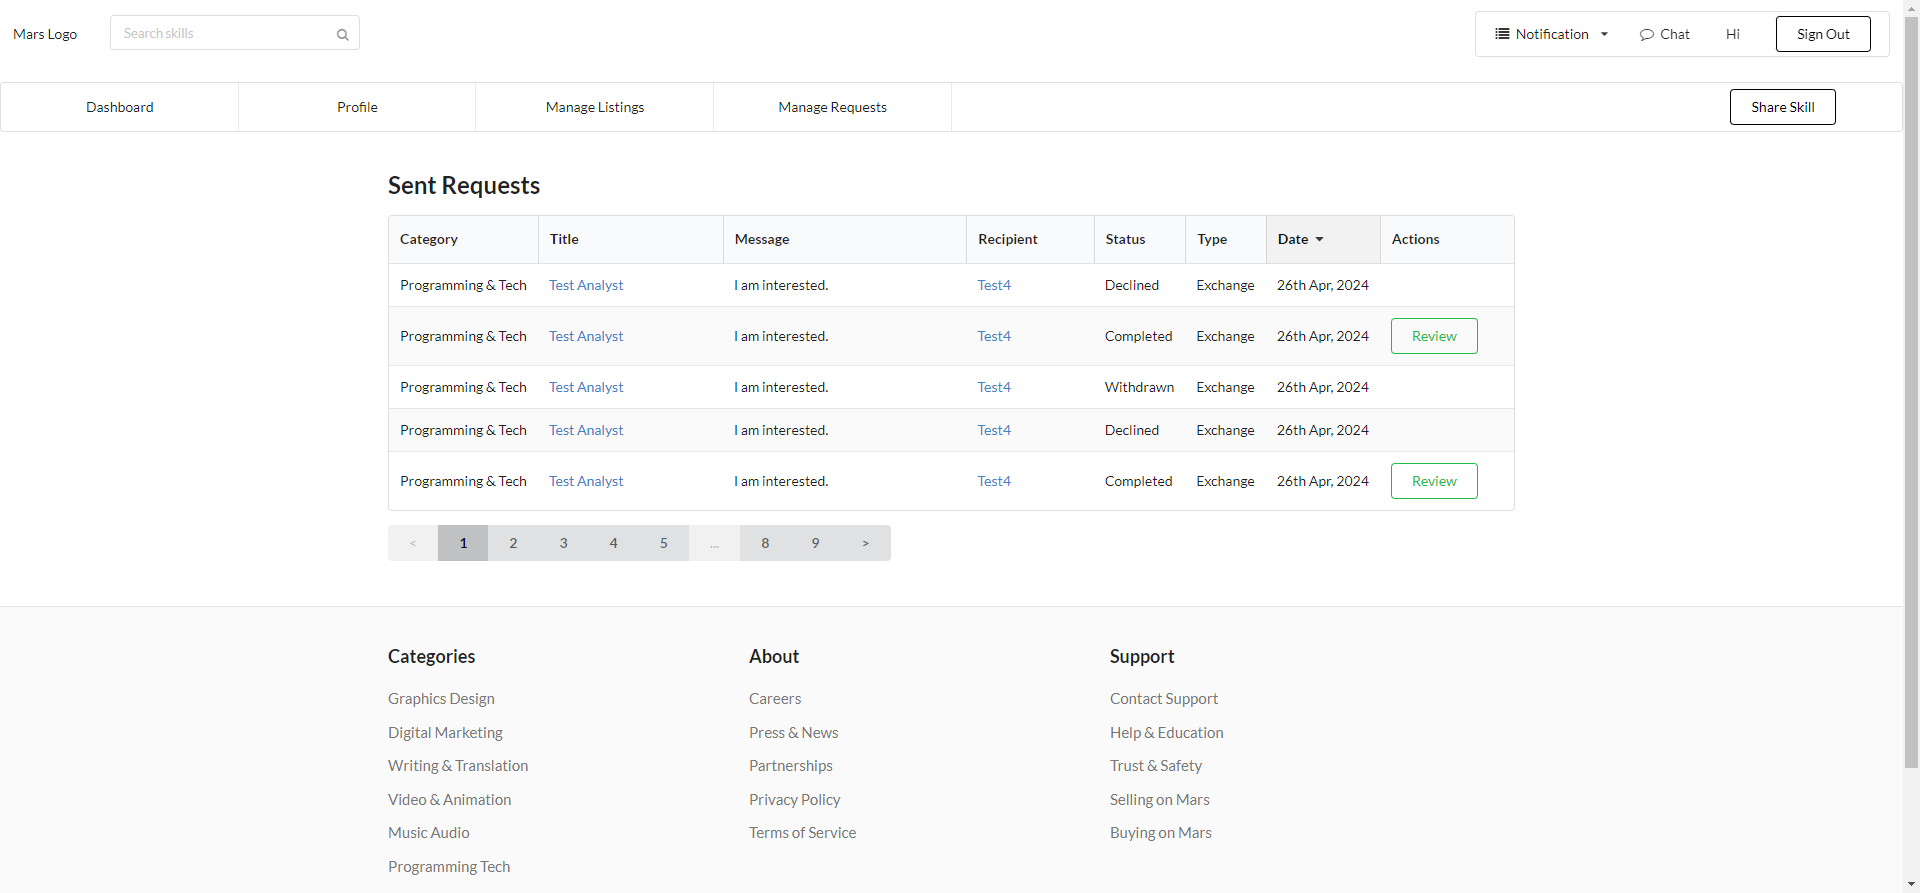 Mars Logo Search skills Notification Chat Hi Sign Out
Dashboard Profile Manage Listings Manage Requests Share Skill
Sent Requests
Category Title Message Recipient Status Type Date Actions
Programming & Tech Test Analyst I am interested. Test4 Declined Exchange 26th Apr, 2024
Programming & Tech Test Analyst I am interested. Test4 Completed Exchange 26th Apr, 2024 Review
Programming & Tech Test Analyst I am interested. Test4 Withdrawn Exchange 26th Apr, 2024
Programming & Tech Test Analyst I am interested. Test4 Declined Exchange 26th Apr, 2024
Programming & Tech Test Analyst I am interested. Test4 Completed Exchange 26th Apr, 2024 Review
< 1 2 3 4 5 ... 8 9 >
Categories About Support
Graphics Design Careers Contact Support
Digital Marketing Press & News Help & Education
Writing & Translation Partnerships Trust & Safety
Video & Animation Privacy Policy Selling on Mars
Music Audio Terms of Service Buying on Mars
Programming Tech